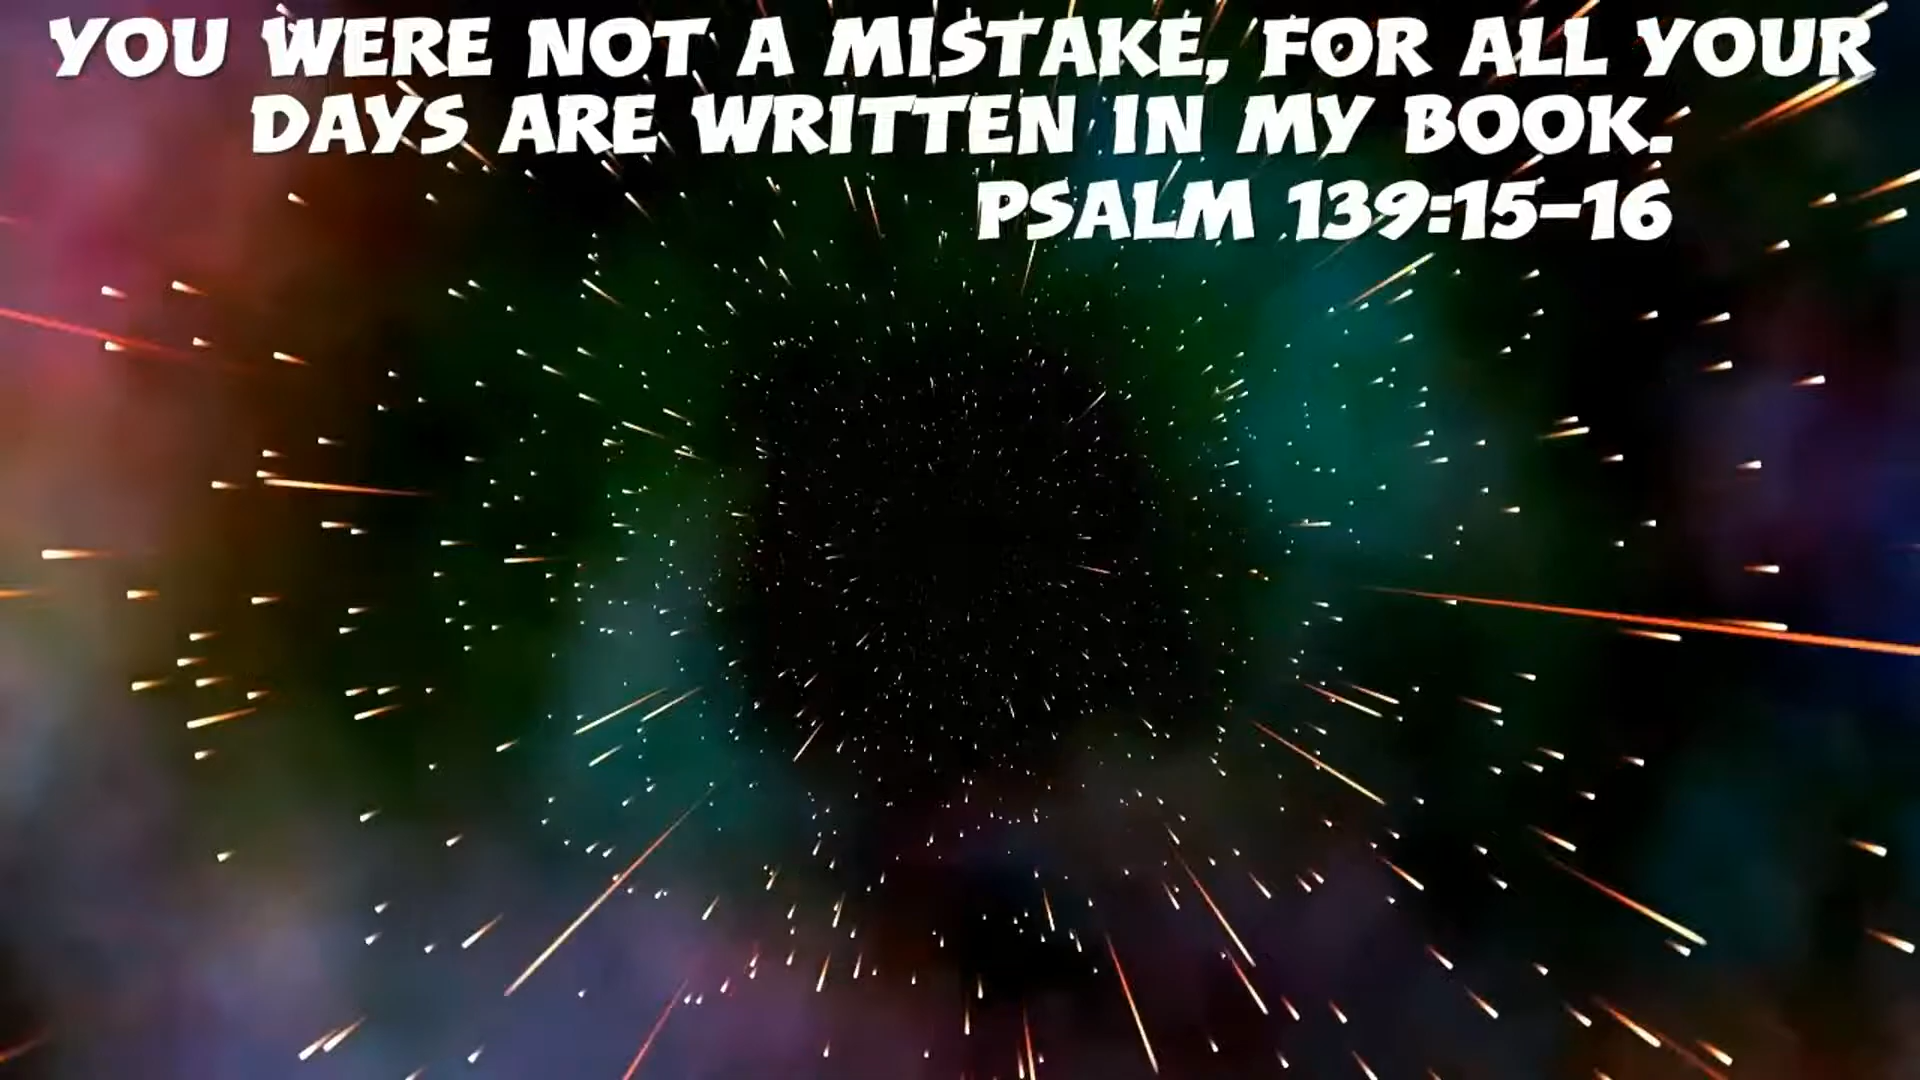 YOU WERE NOT A MISTAKE, FOR ALL YOUR
DAYS ARE WRITTEN IN MY BOOK.
PSALM 139:15-16